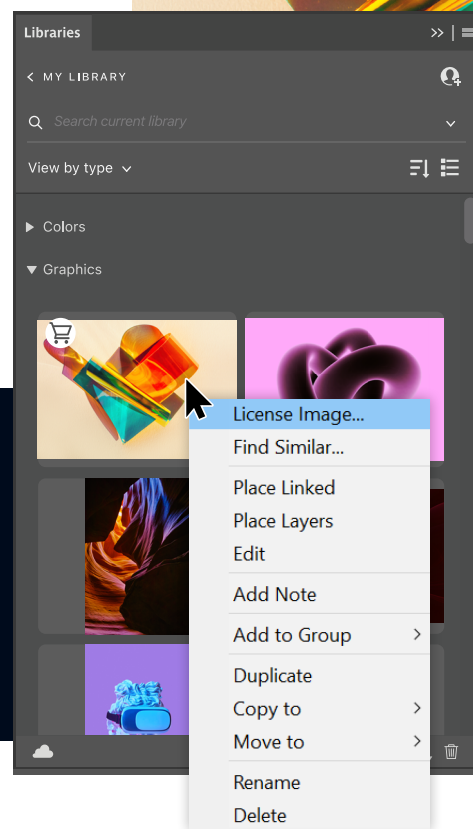 Libraries
MY LIBRARY
Search current library
View by type
Colors
Graphics
License Image...
Find Similar...
Place Linked
Place Layers
Edit
Add Note
Add to Group
Duplicate
Copy to
Move to
Rename
Delete